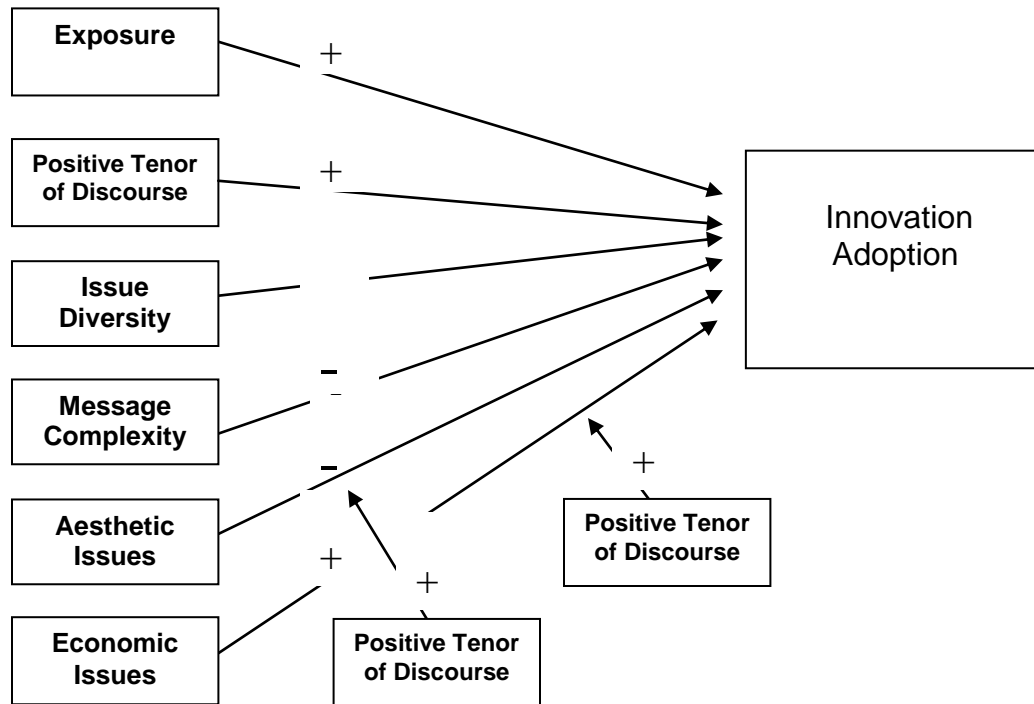 Exposure
+
Positive Tenor
of Discourse
+
Innovation
Adoption
Issue
Diversity
–
Message
Complexity
–
+
Aesthetic
Issues
Positive Tenor
of Discourse
+
+
Economic
Issues
Positive Tenor
of Discourse